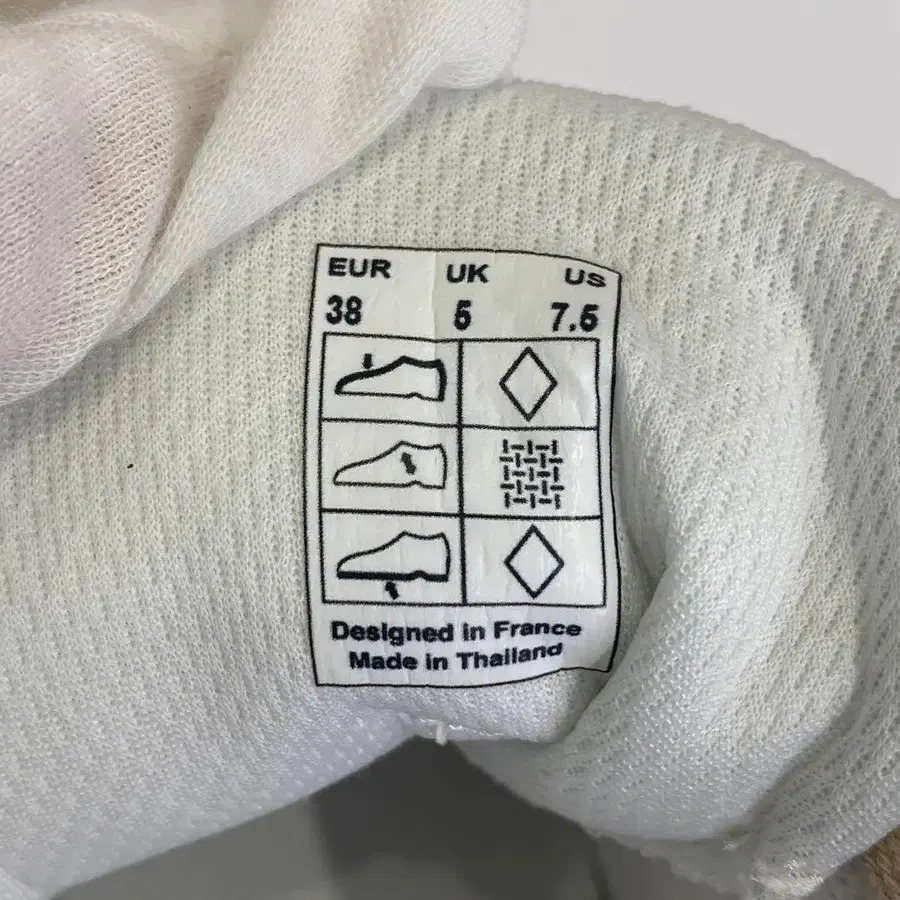 EUR UK US
38 5 7.5
Designed in France
Made in Thailand